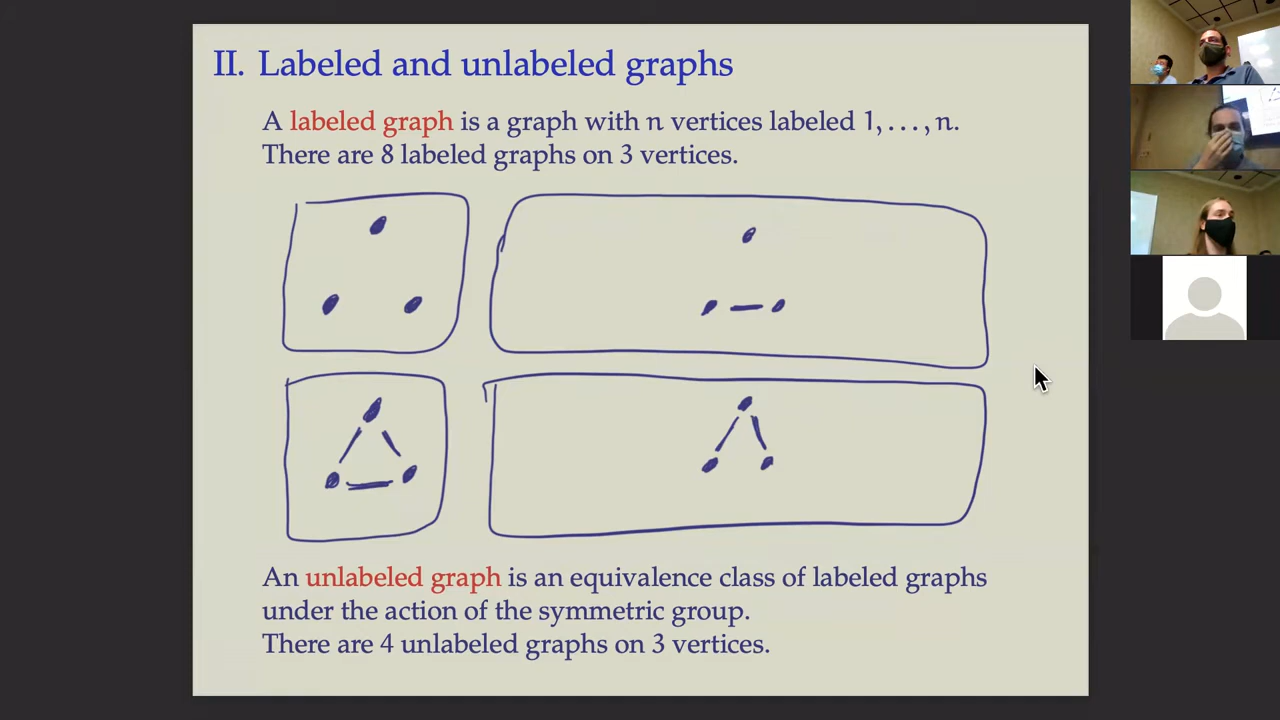 II. Labeled and unlabeled graphs
A labeled graph is a graph with n vertices labeled 1, . . . , n.
There are 8 labeled graphs on 3 vertices.
An unlabeled graph is an equivalence class of labeled graphs
under the action of the symmetric group.
There are 4 unlabeled graphs on 3 vertices.